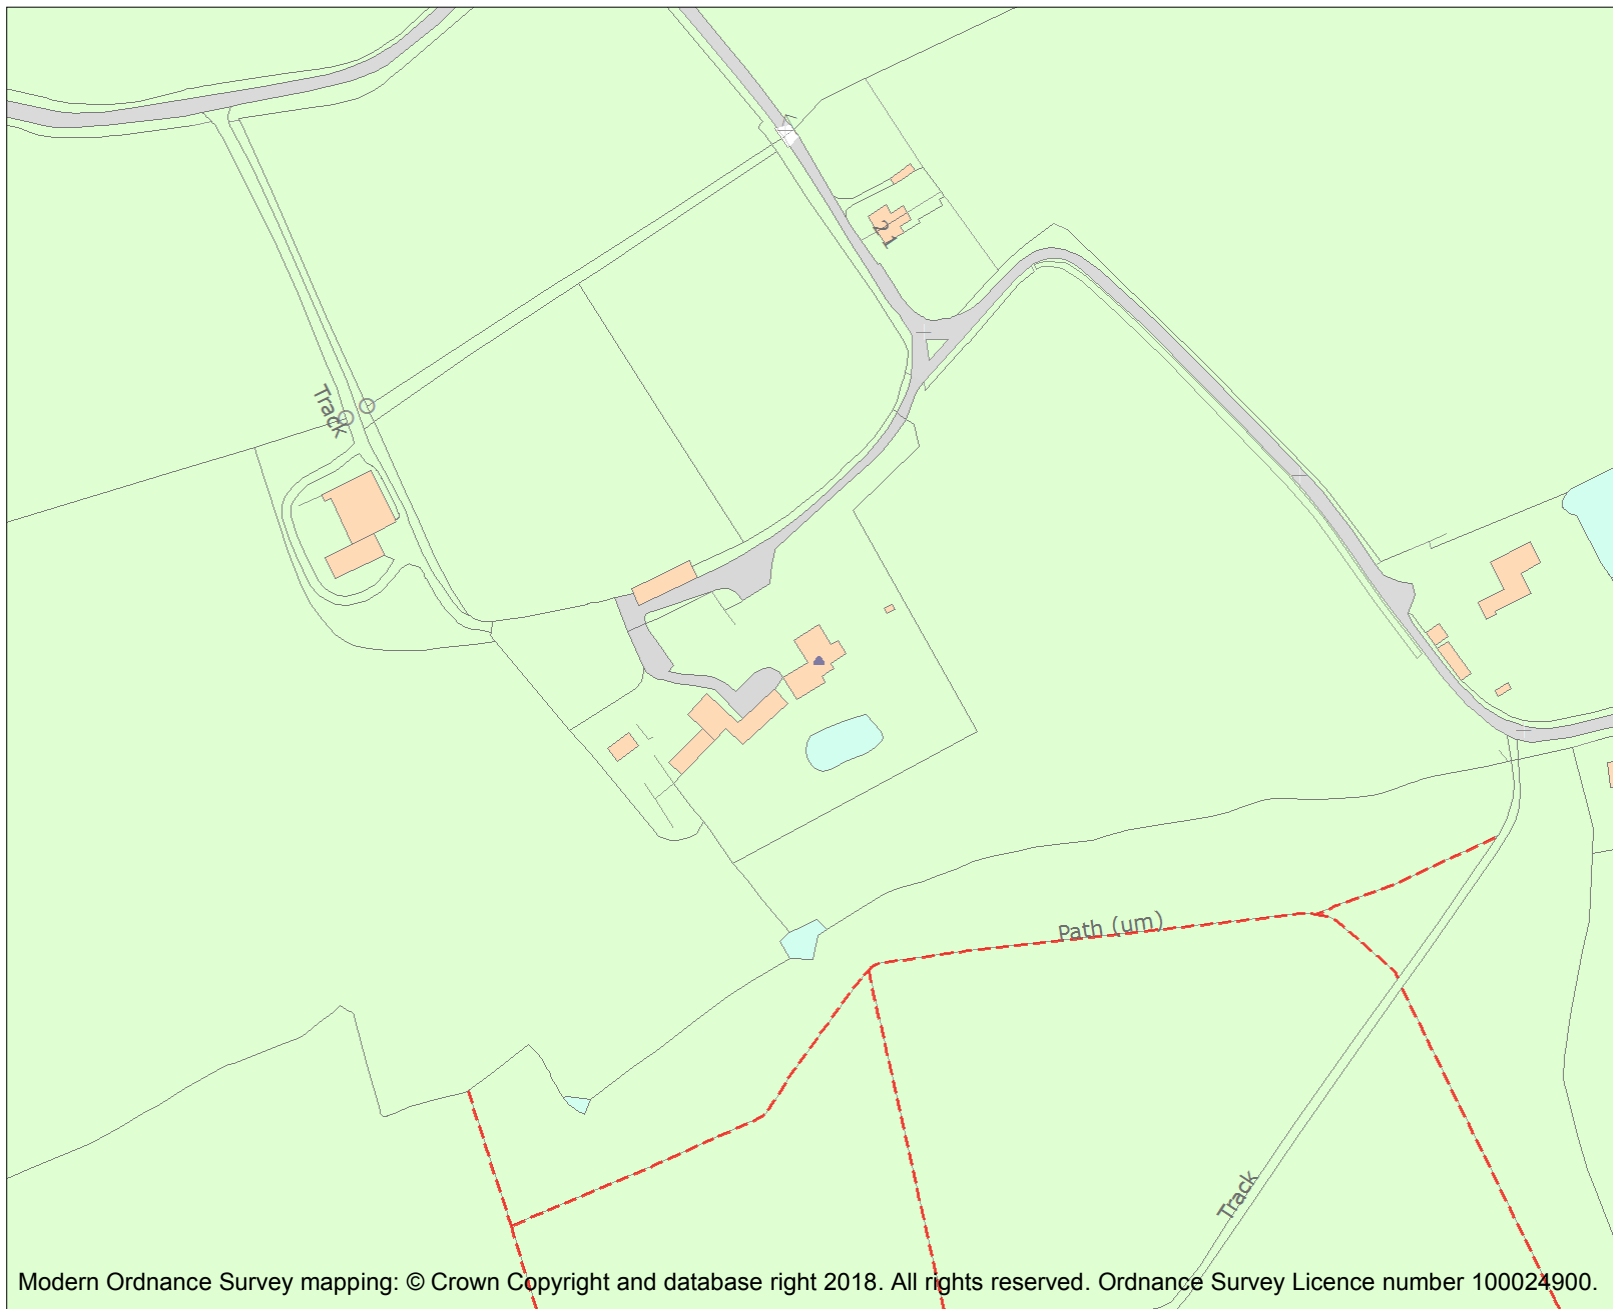 21
Track
Path (um)
Track
Modern Ordnance Survey mapping: © Crown Copyright and database right 2018. All rights reserved. Ordnance Survey Licence number 100024900.